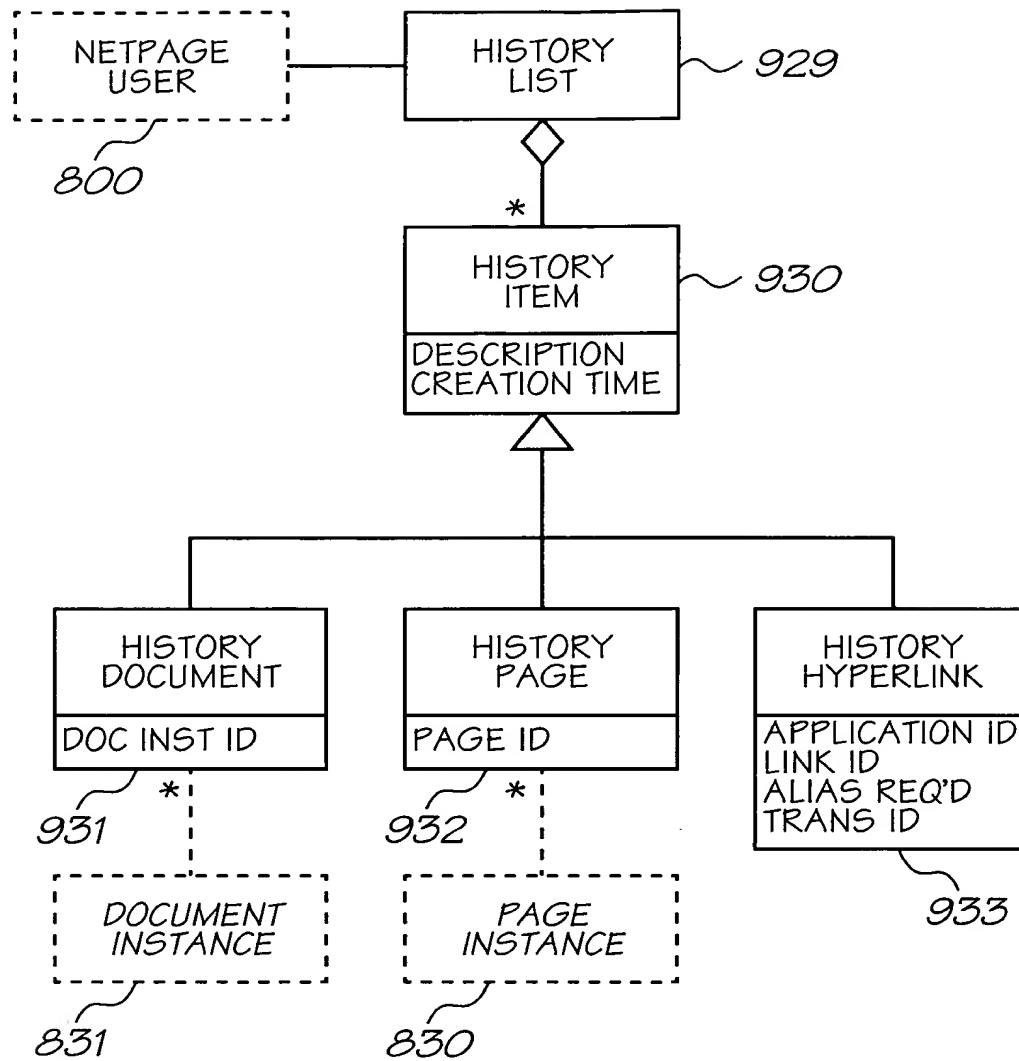 NETPAGE
USER
800
HISTORY
LIST
929
*
HISTORY
ITEM
930
DESCRIPTION
CREATION TIME
HISTORY
DOCUMENT
DOC INST ID
931
*
HISTORY
PAGE
PAGE ID
932
*
HISTORY
HYPERLINK
APPLICATION ID
LINK ID
ALIAS REQ'D
TRANS ID
933
DOCUMENT
INSTANCE
831
PAGE
INSTANCE
830